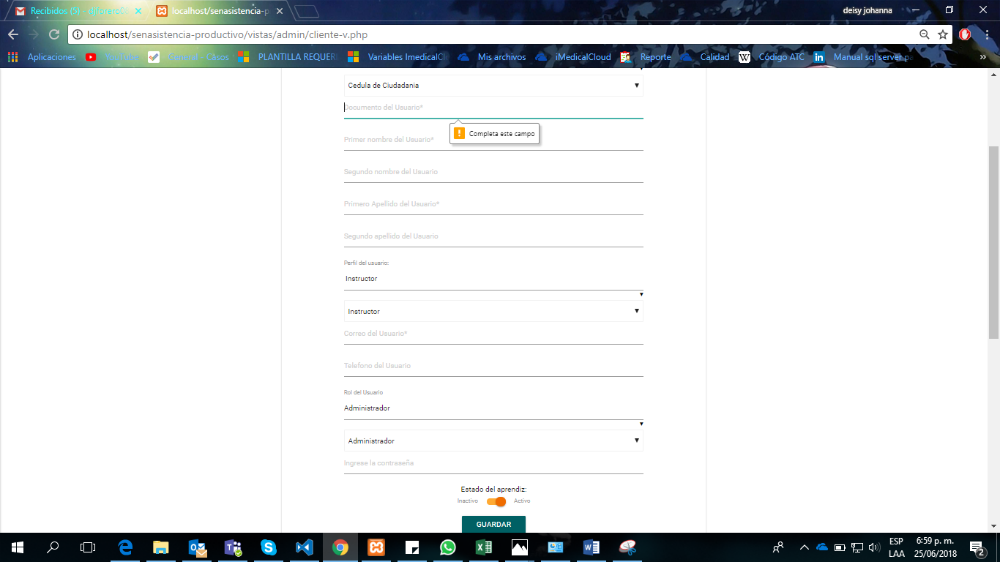 Recibidos (5) - djforero0
localhost/senasistencia-p
deisy johanna
localhost/senasistencia-productivo/vistas/admin/cliente-v.php
Aplicaciones YouTube General - Casos PLANTILLA REQUERI Variables ImedicalCl Mis archivos iMedicalCloud Reporte Calidad Código ATC Manual sql server pa »
Cedula de Ciudadania
Documento del Usuario*
Completa este campo
Primer nombre del Usuario*
Segundo nombre del Usuario
Primero Apellido del Usuario*
Segundo apellido del Usuario
Perfil del usuario:
Instructor
Instructor
Correo del Usuario*
Telefono del Usuario
Rol del Usuario
Administrador
Administrador
Ingrese la contraseña
Estado del aprendiz:
Inactivo Activo
GUARDAR
ESP 6:59 p. m.
LAA 25/06/2018
2